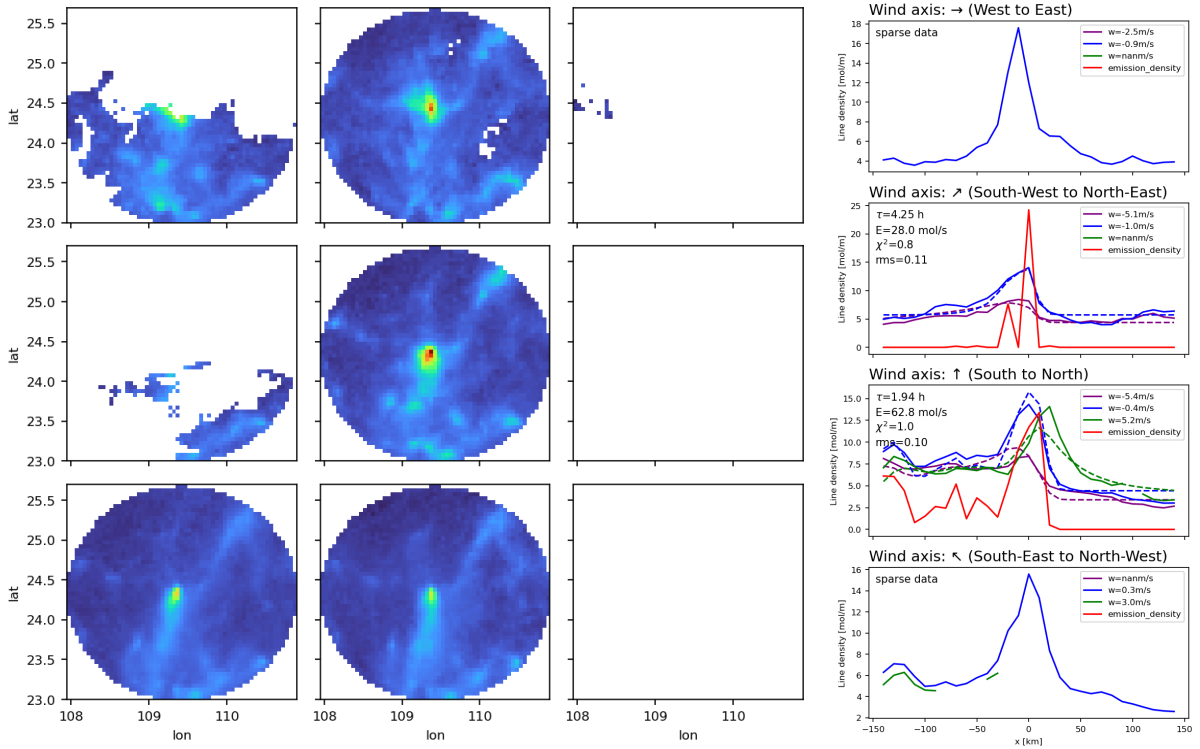 25.5
25.0
24.5
24.0
23.5
23.0
lat
25.5
25.0
24.5
24.0
23.5
23.0
lat
25.5
25.0
24.5
24.0
23.5
23.0
lat
108
109
110
lon
108
109
110
lon
108
109
110
lon
Wind axis: → (West to East)
sparse data
w=-2.5m/s
w=-0.9m/s
w=nanm/s
emission_density
18
16
14
12
10
8
6
4
Line density [mol/m]
Wind axis: ↗ (South-West to North-East)
τ=4.25 h
E=28.0 mol/s
χ²=0.8
rms=0.11
w=-5.1m/s
w=-1.0m/s
w=nanm/s
emission_density
25
20
15
10
5
0
Line density [mol/m]
Wind axis: ↑ (South to North)
τ=1.94 h
E=62.8 mol/s
χ²=1.0
rms=0.10
w=-5.4m/s
w=-0.4m/s
w=5.2m/s
emission_density
15.0
12.5
10.0
7.5
5.0
2.5
0.0
Line density [mol/m]
Wind axis: ↖ (South-East to North-West)
sparse data
w=nanm/s
w=0.3m/s
w=3.0m/s
emission_density
16
14
12
10
8
6
4
2
Line density [mol/m]
−150
−100
−50
0
50
100
150
x [km]